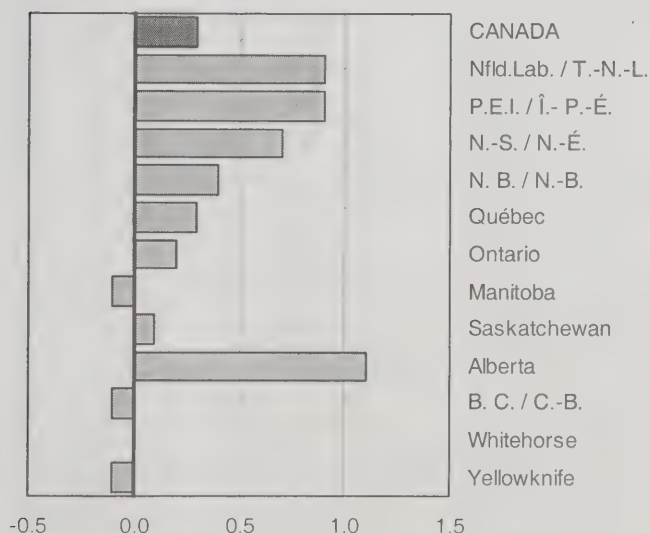 CANADA
Nfld.Lab. / T.-N.-L.
P.E.I. / Î.- P.-É.
N.-S. / N.-É.
N. B. / N.-B.
Québec
Ontario
Manitoba
Saskatchewan
Alberta
B. C. / C.-B.
Whitehorse
Yellowknife
-0.5 0.0 0.5 1.0 1.5